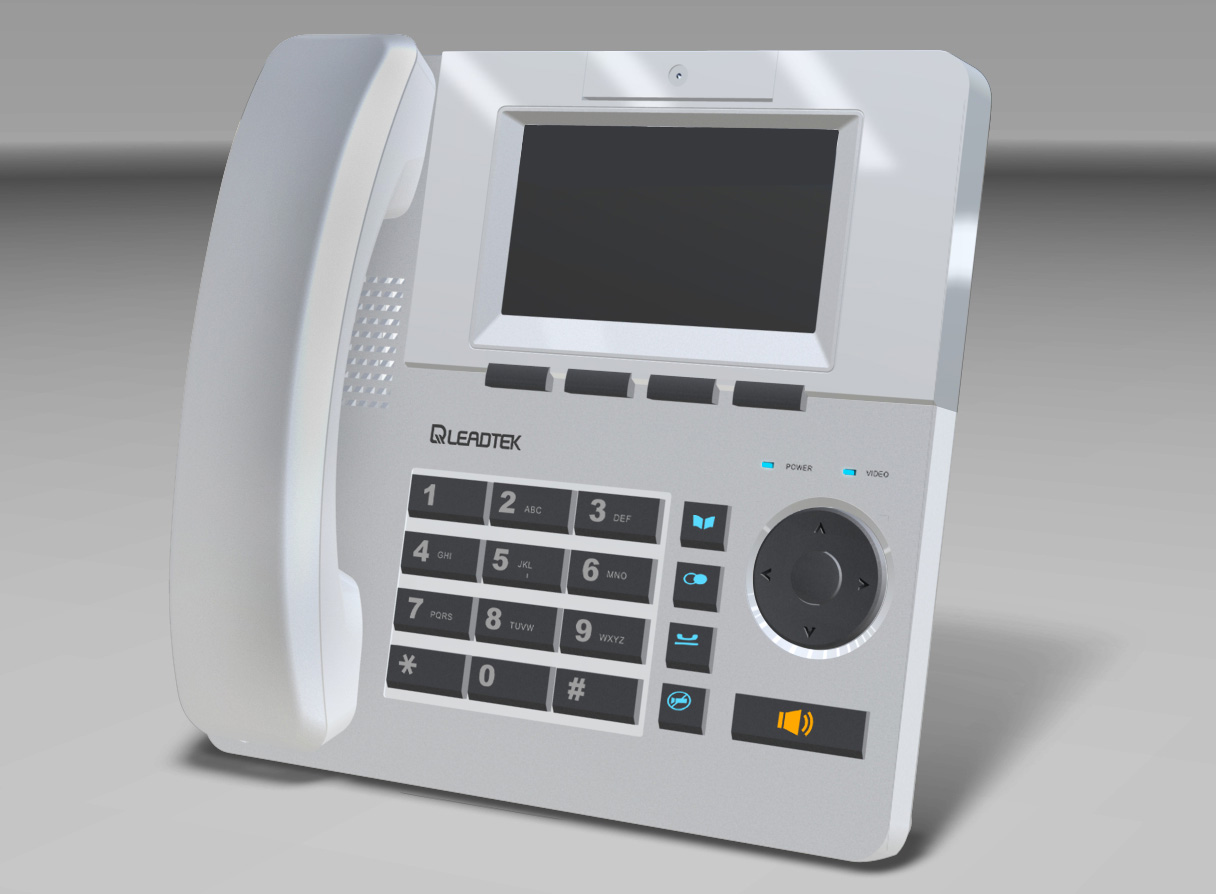 LEADTEK
POWER VIDEO
1 2 ABC 3 DEF
4 GHI 5 JKL 6 MNO
7 PQRS 8 TUVW 9 WXYZ
* 0 #